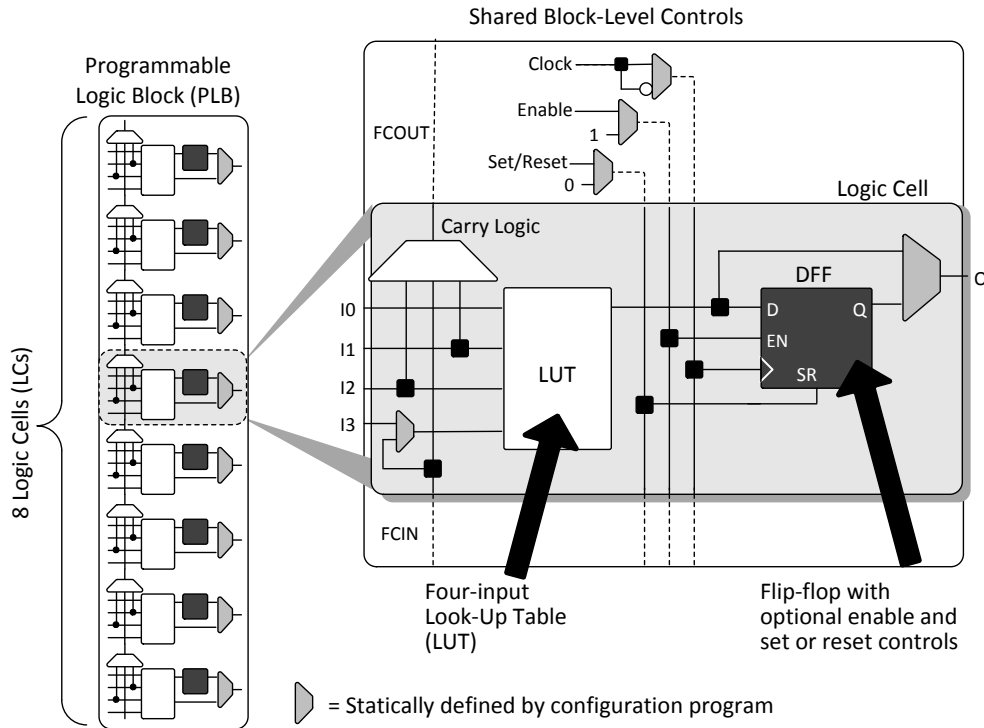 Shared Block-Level Controls
Programmable
Logic Block (PLB)
8 Logic Cells (LCs)
Clock
Enable
1
FCOUT
Set/Reset
0
Logic Cell
Carry Logic
DFF
O
I0
I1
I2
I3
LUT
D
Q
EN
SR
FCIN
Four-input
Look-Up Table
(LUT)
Flip-flop with
optional enable and
set or reset controls
= Statically defined by configuration program